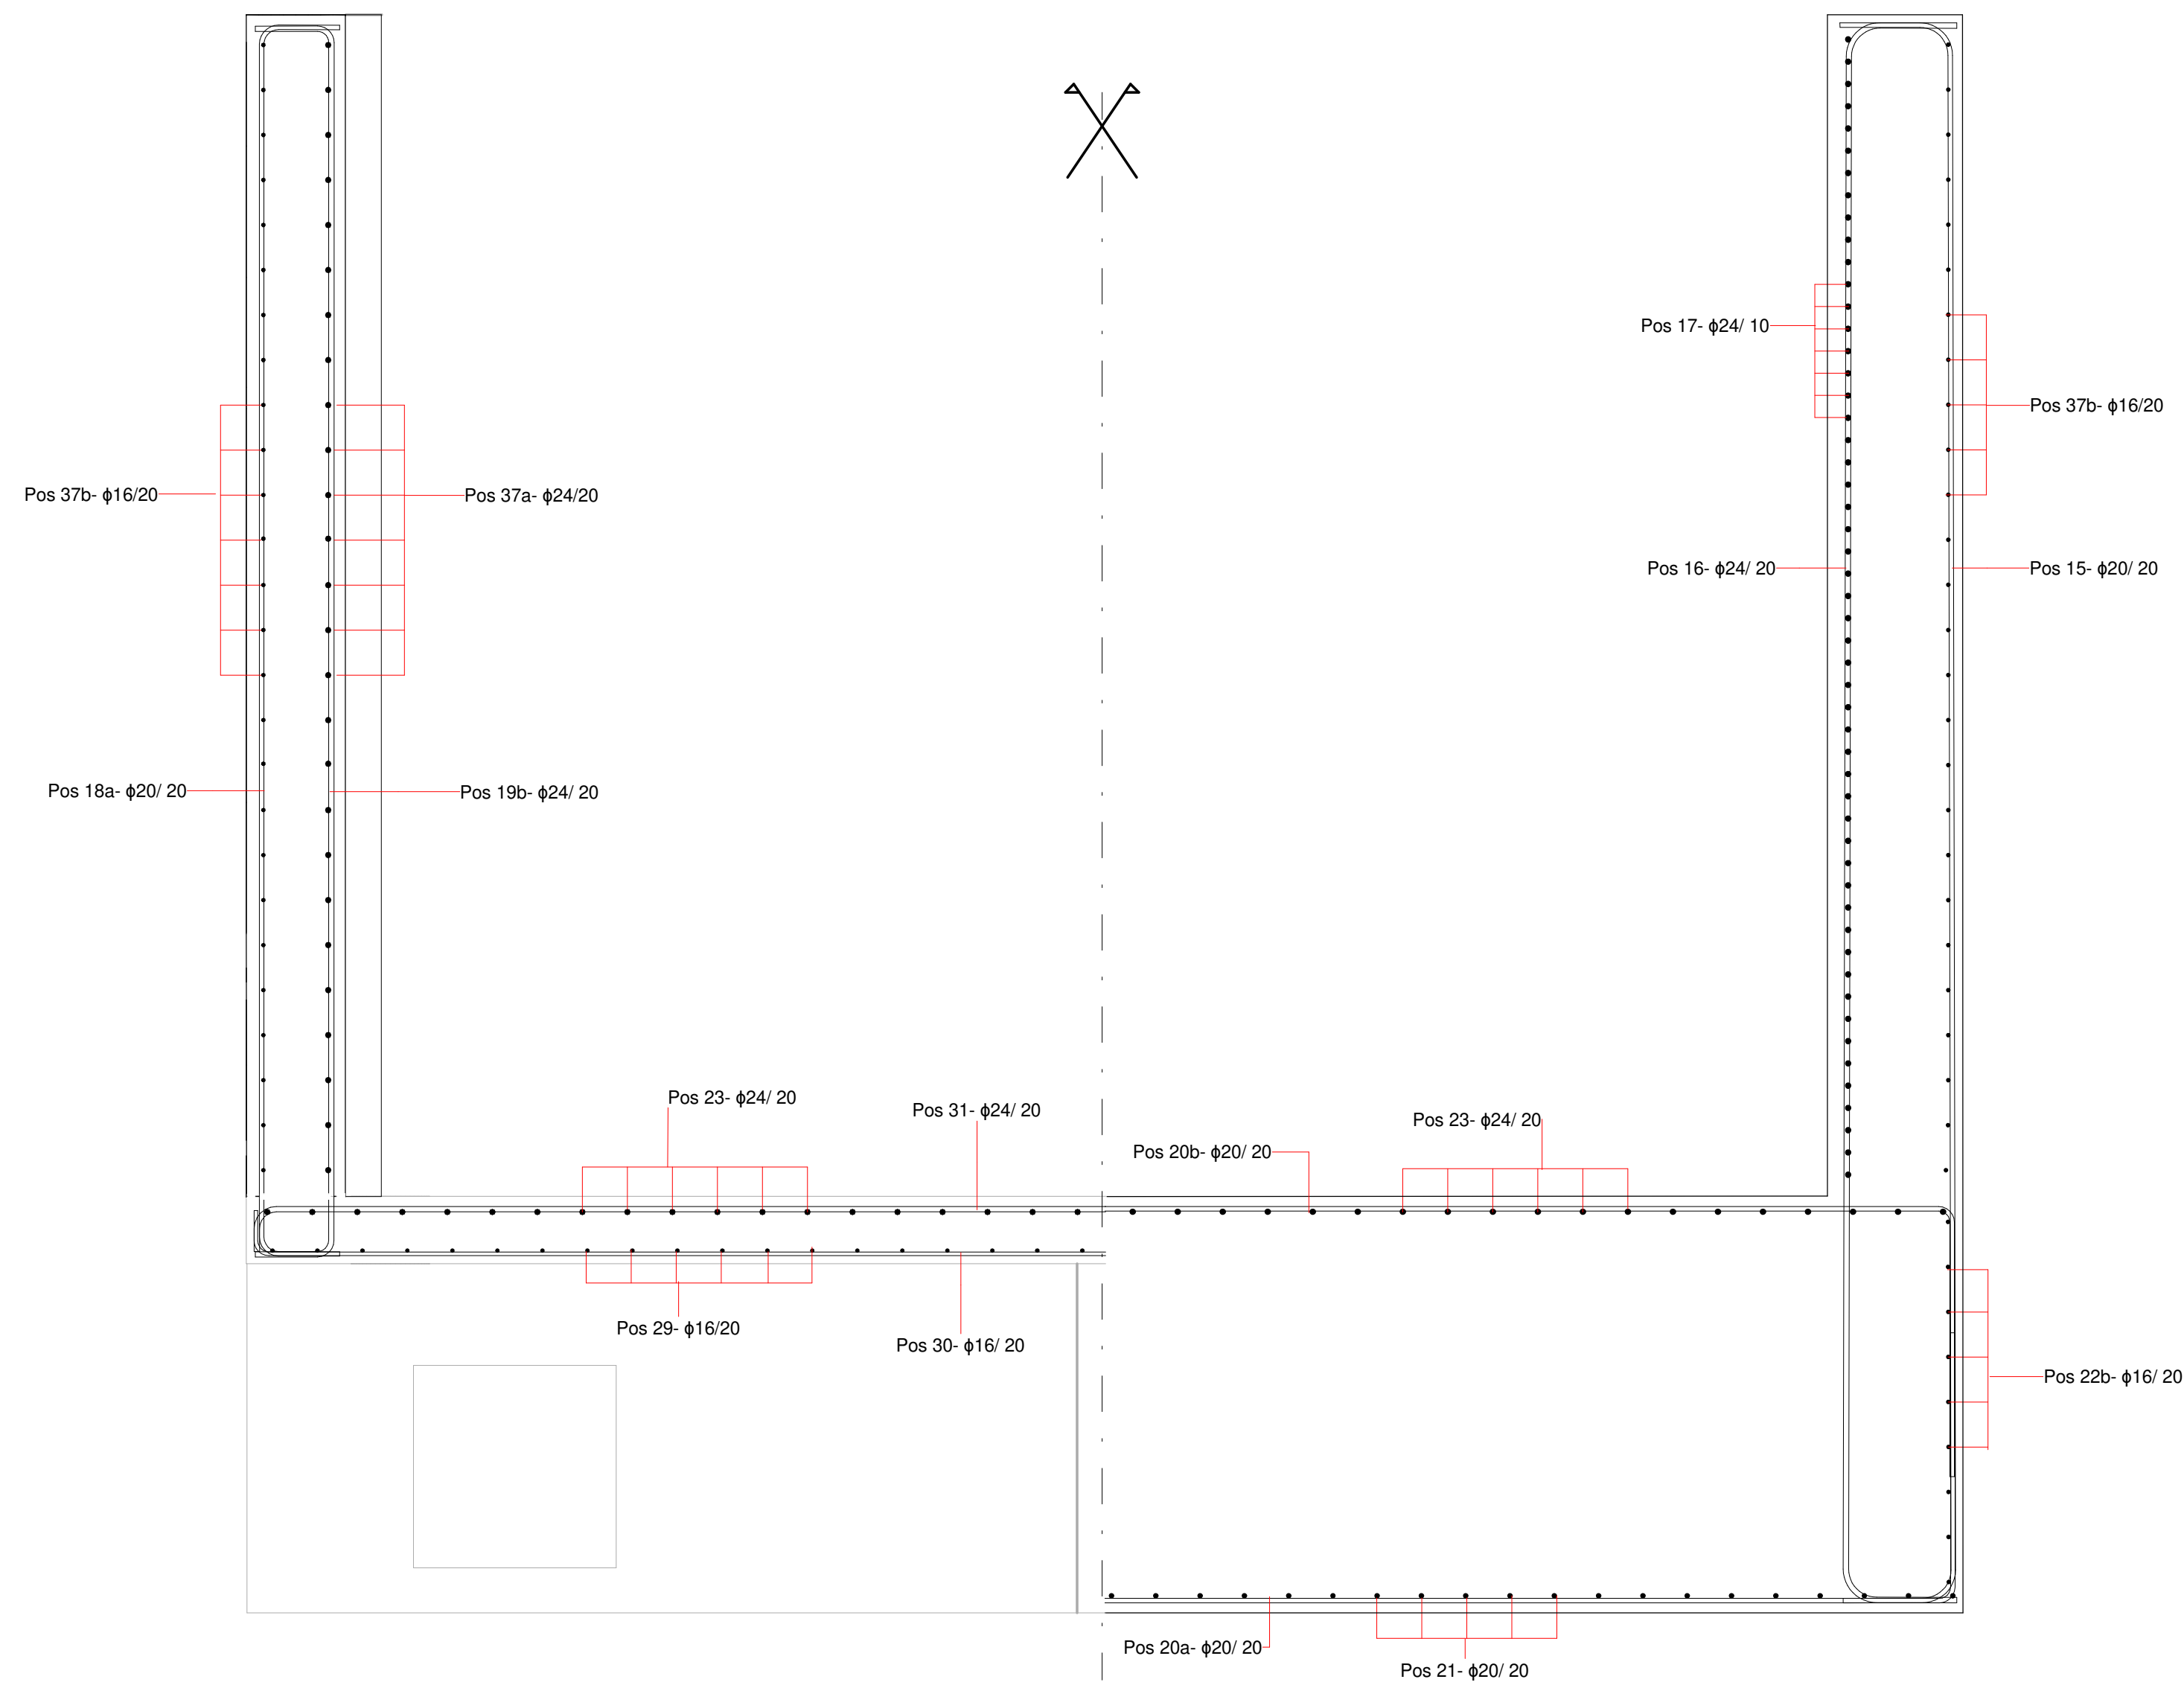 Pos 17- ϕ24/ 10
Pos 37b- ϕ16/20
Pos 37b- ϕ16/20
Pos 37a- ϕ24/20
Pos 16- ϕ24/ 20
Pos 15- ϕ20/ 20
Pos 18a- ϕ20/ 20
Pos 19b- ϕ24/ 20
Pos 23- ϕ24/ 20
Pos 31- ϕ24/ 20
Pos 23- ϕ24/ 20
Pos 20b- ϕ20/ 20
Pos 29- ϕ16/20
Pos 30- ϕ16/ 20
Pos 22b- ϕ16/ 20
Pos 20a- ϕ20/ 20
Pos 21- ϕ20/ 20